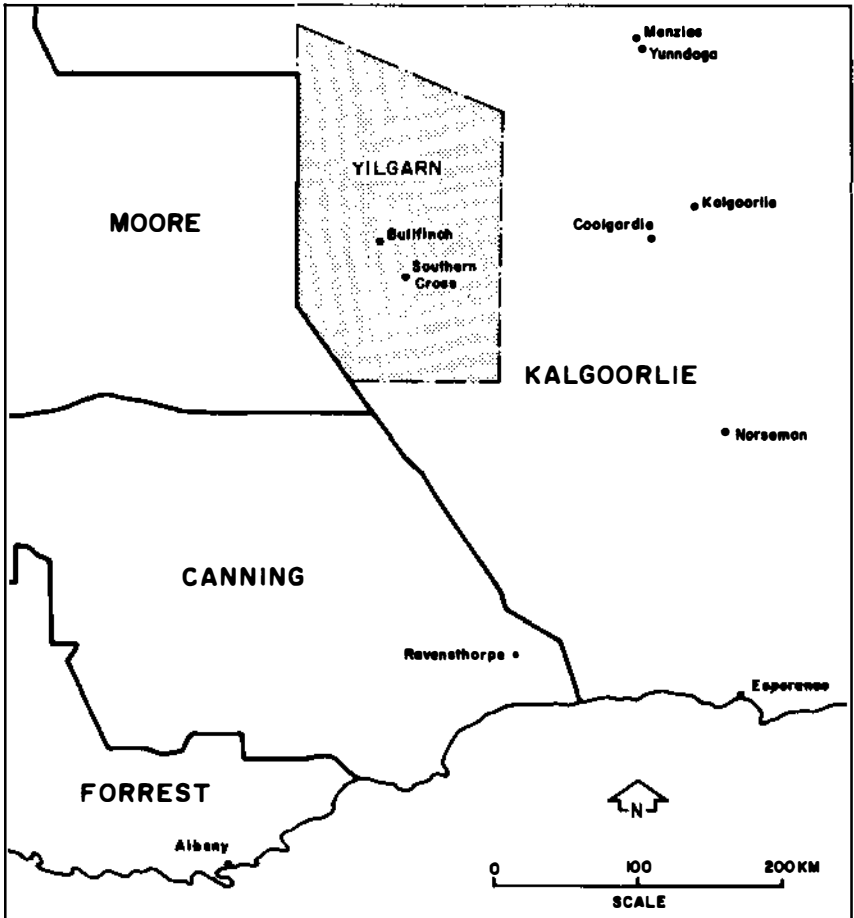 Menzies
Yunndaga
YILGARN
MOORE
Kalgoorlie
Coolgardie
Bullfinch
Southern
Cross
KALGOORLIE
Norseman
CANNING
Ravensthorpe
Esperance
FORREST
N
Albany
0 100 200 KM
SCALE